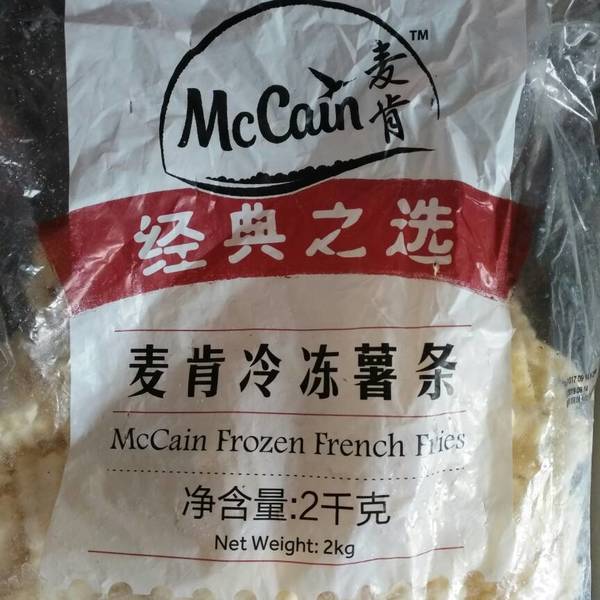 McCain 麦肯 TM
经典之选
麦肯冷冻薯条
McCain Frozen French Fries
净含量:2千克
Net Weight: 2kg